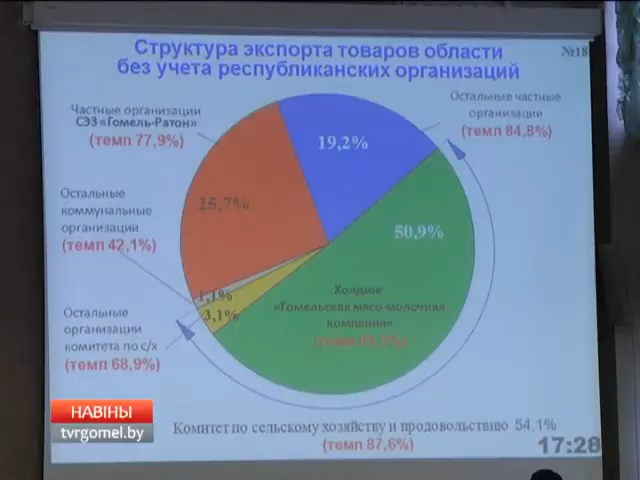 Структура экспорта товаров области
без учета республиканских организаций
№18
Частные организации
СЭЗ «Гомель-Ратон»
(темп 77,9%)
Остальные частные
организации
(темп 84,8%)
19,2%
25,7%
50,9%
Остальные
коммунальные
организации
(темп 42,1%)
1,1%
3,1%
Холдинг
«Гомельская мясо-молочная
компания»
(темп
Остальные
организации
комитета по с/х
(темп 68,9%)
Комитет по сельскому хозяйству и продовольствию 54,1%
(темп 87,6%)
НАВІНЫ
tvrgomel.by
17:28